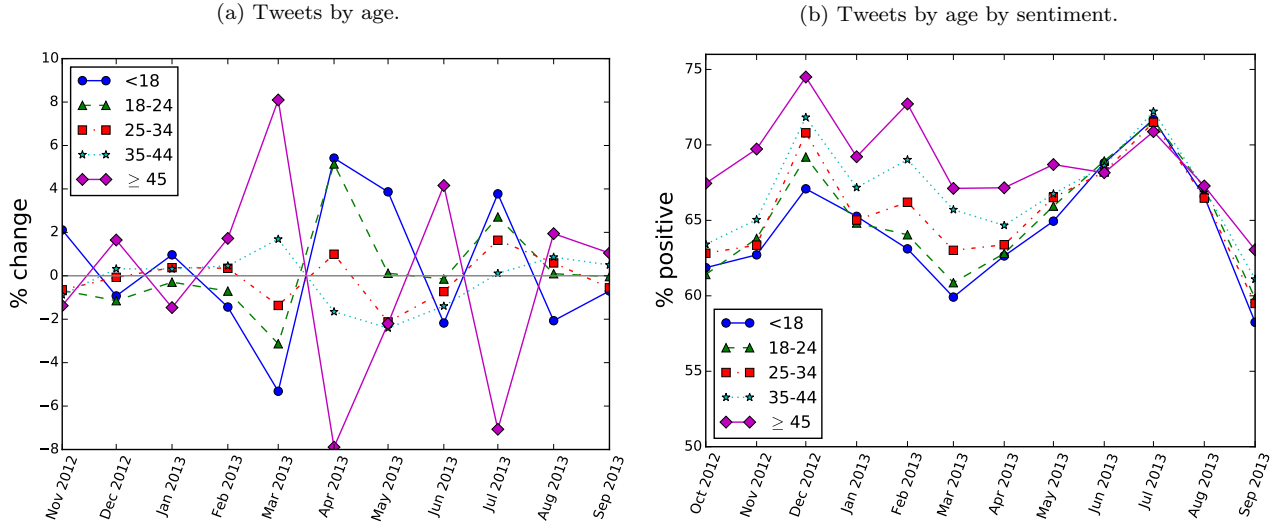 (a) Tweets by age.
(b) Tweets by age by sentiment.
10
8
6
4
2
0
−2
−4
−6
−8
% change
<18
18-24
25-34
35-44
≥ 45
Nov 2012
Dec 2012
Jan 2013
Feb 2013
Mar 2013
Apr 2013
May 2013
Jun 2013
Jul 2013
Aug 2013
Sep 2013
75
70
65
60
55
50
% positive
<18
18-24
25-34
35-44
≥ 45
Oct 2012
Nov 2012
Dec 2012
Jan 2013
Feb 2013
Mar 2013
Apr 2013
May 2013
Jun 2013
Jul 2013
Aug 2013
Sep 2013